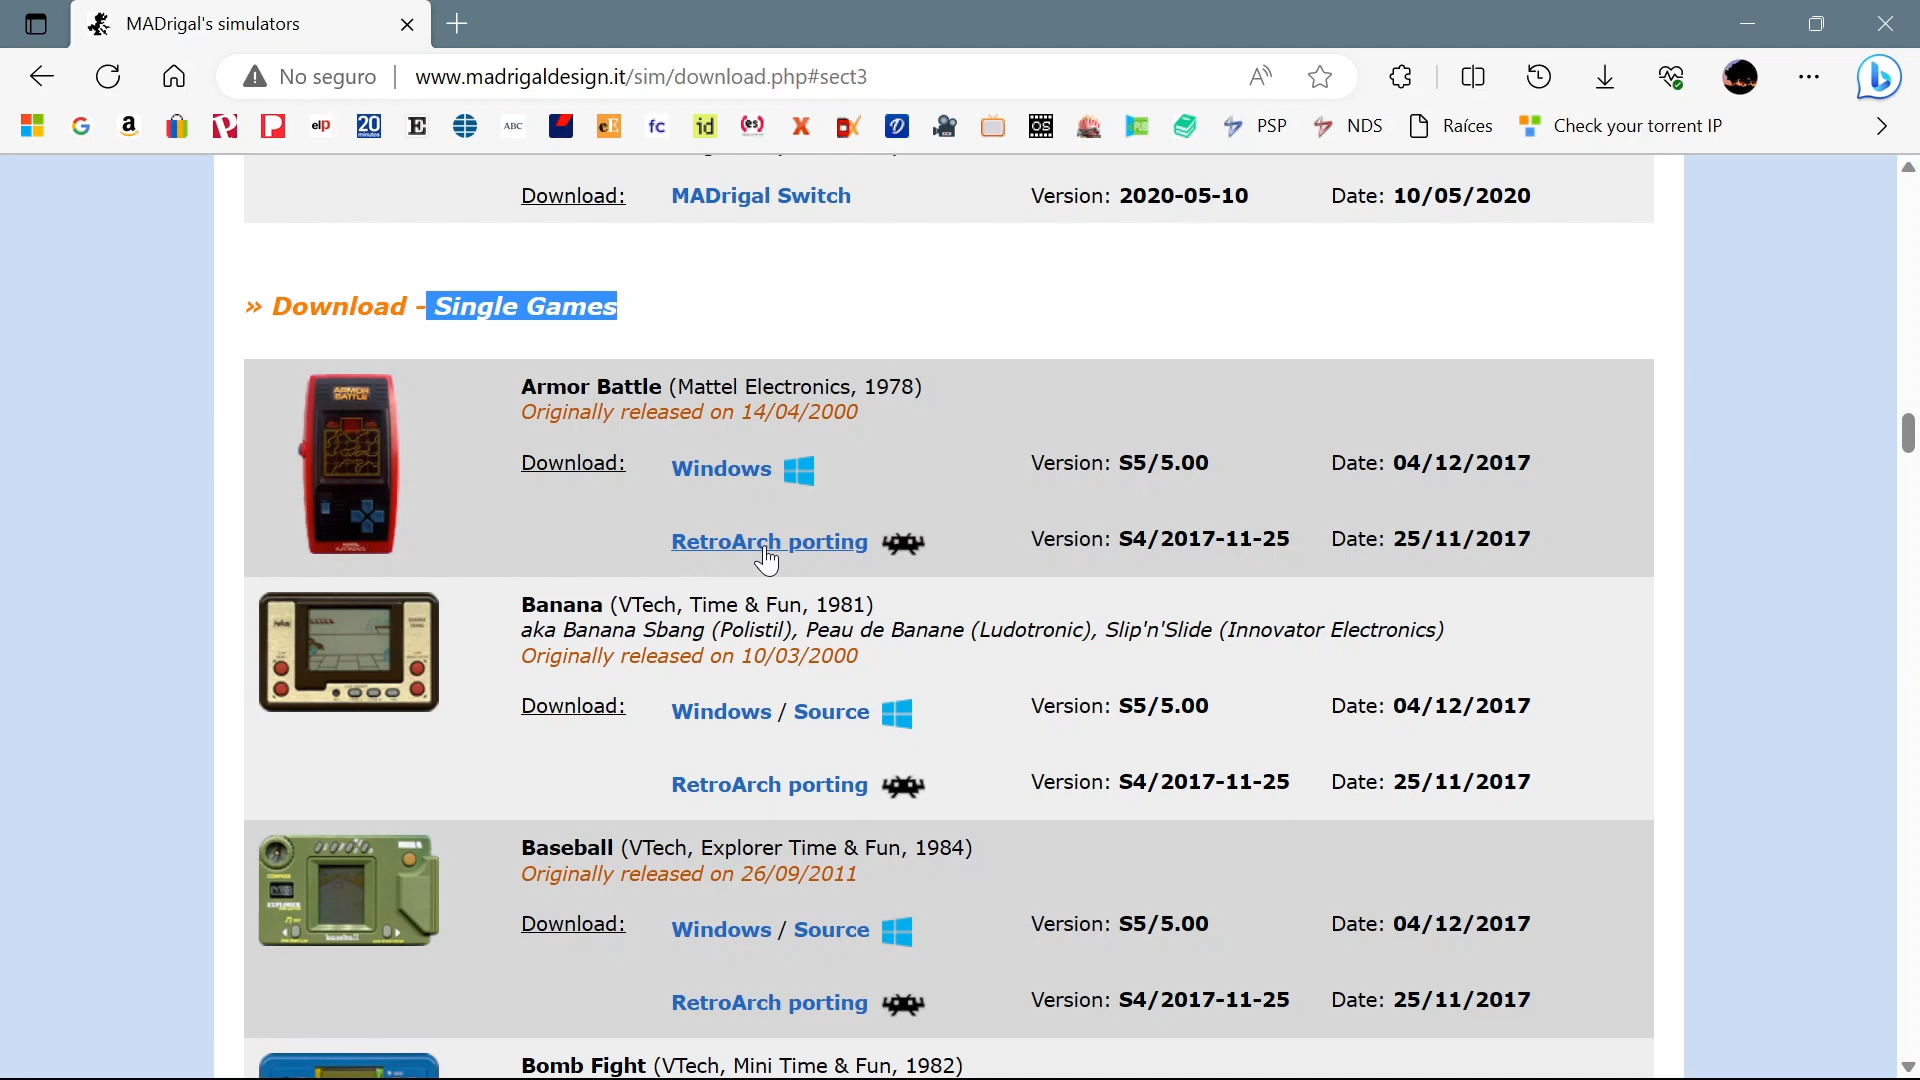 MADrigal's simulators
No seguro
www.madrigaldesign.it/sim/download.php#sect3
PSP
NDS
Raíces
Check your torrent IP
Download: MADrigal Switch Version: 2020-05-10 Date: 10/05/2020
» Download - Single Games
Armor Battle (Mattel Electronics, 1978)
Originally released on 14/04/2000
Download: Windows Version: S5/5.00 Date: 04/12/2017
RetroArch porting Version: S4/2017-11-25 Date: 25/11/2017
Banana (VTech, Time & Fun, 1981)
aka Banana Sbang (Polistil), Peau de Banane (Ludotronic), Slip'n'Slide (Innovator Electronics)
Originally released on 10/03/2000
Download: Windows / Source Version: S5/5.00 Date: 04/12/2017
RetroArch porting Version: S4/2017-11-25 Date: 25/11/2017
Baseball (VTech, Explorer Time & Fun, 1984)
Originally released on 26/09/2011
Download: Windows / Source Version: S5/5.00 Date: 04/12/2017
RetroArch porting Version: S4/2017-11-25 Date: 25/11/2017
Bomb Fight (VTech, Mini Time & Fun, 1982)